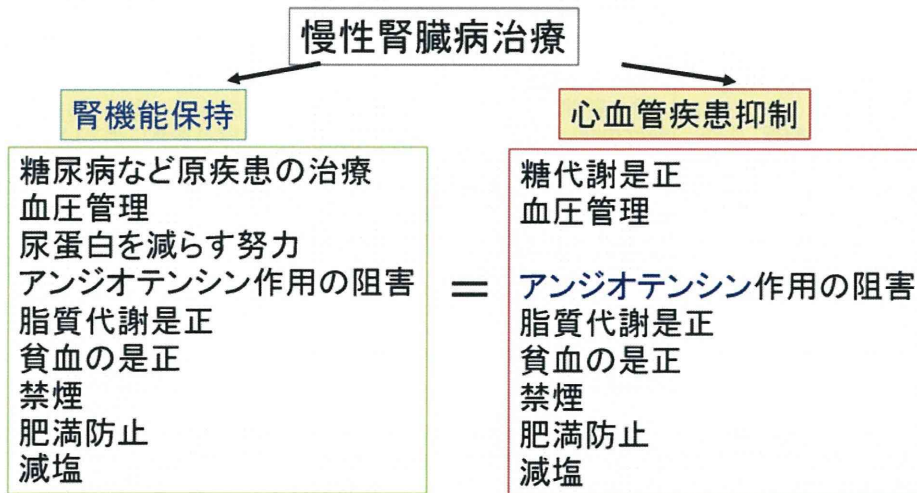 慢性腎臓病治療
腎機能保持
糖尿病など原疾患の治療
血圧管理
尿蛋白を減らす努力
アンジオテンシン作用の阻害
脂質代謝是正
貧血の是正
禁煙
肥満防止
減塩
=
心血管疾患抑制
糖代謝是正
血圧管理
アンジオテンシン作用の阻害
脂質代謝是正
貧血の是正
禁煙
肥満防止
減塩